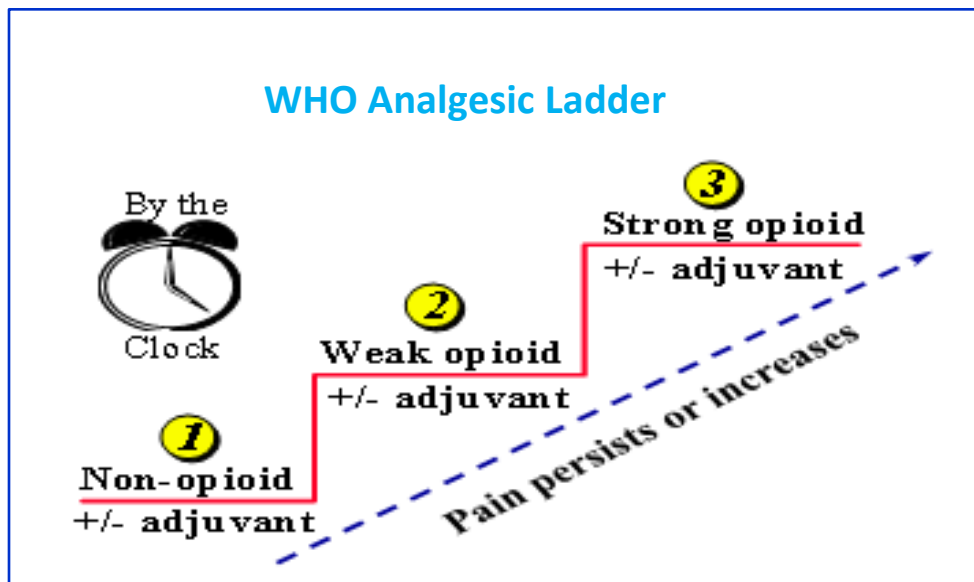 WHO Analgesic Ladder
By the
Clock
1
Non-opioid
+/- adjuvant
2
Weak opioid
+/- adjuvant
3
Strong opioid
+/- adjuvant
Pain persists or increases